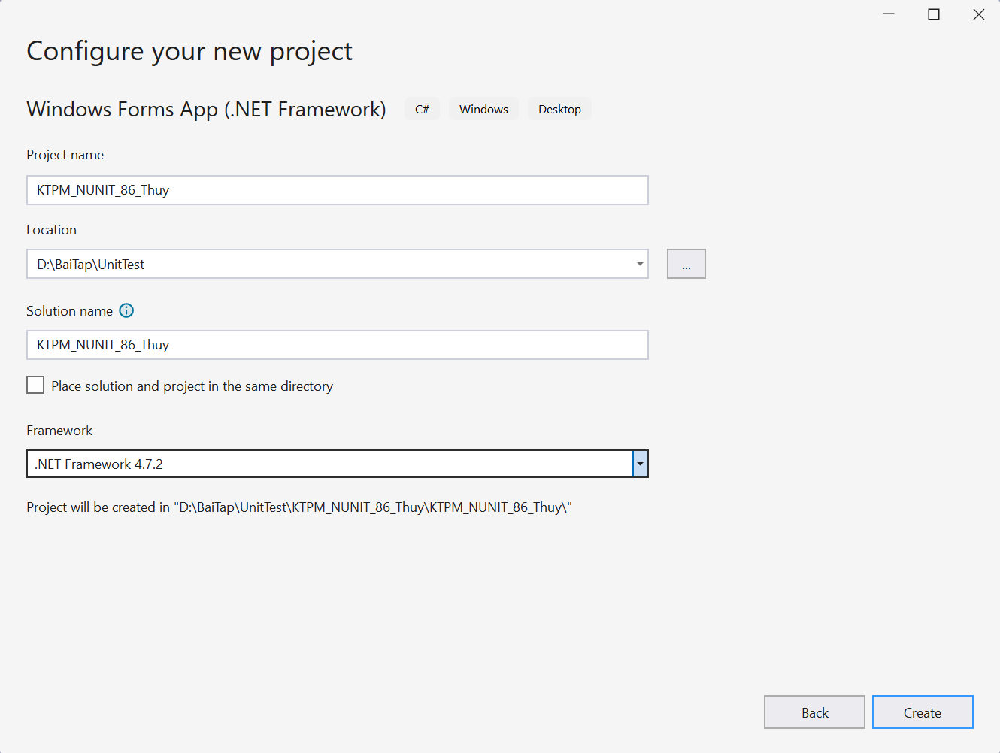 Configure your new project
Windows Forms App (.NET Framework) C# Windows Desktop
Project name
KTPM_NUNIT_86_Thuy
Location
D:\BaiTap\UnitTest
...
Solution name
KTPM_NUNIT_86_Thuy
Place solution and project in the same directory
Framework
.NET Framework 4.7.2
Project will be created in "D:\BaiTap\UnitTest\KTPM_NUNIT_86_Thuy\KTPM_NUNIT_86_Thuy\"
Back Create